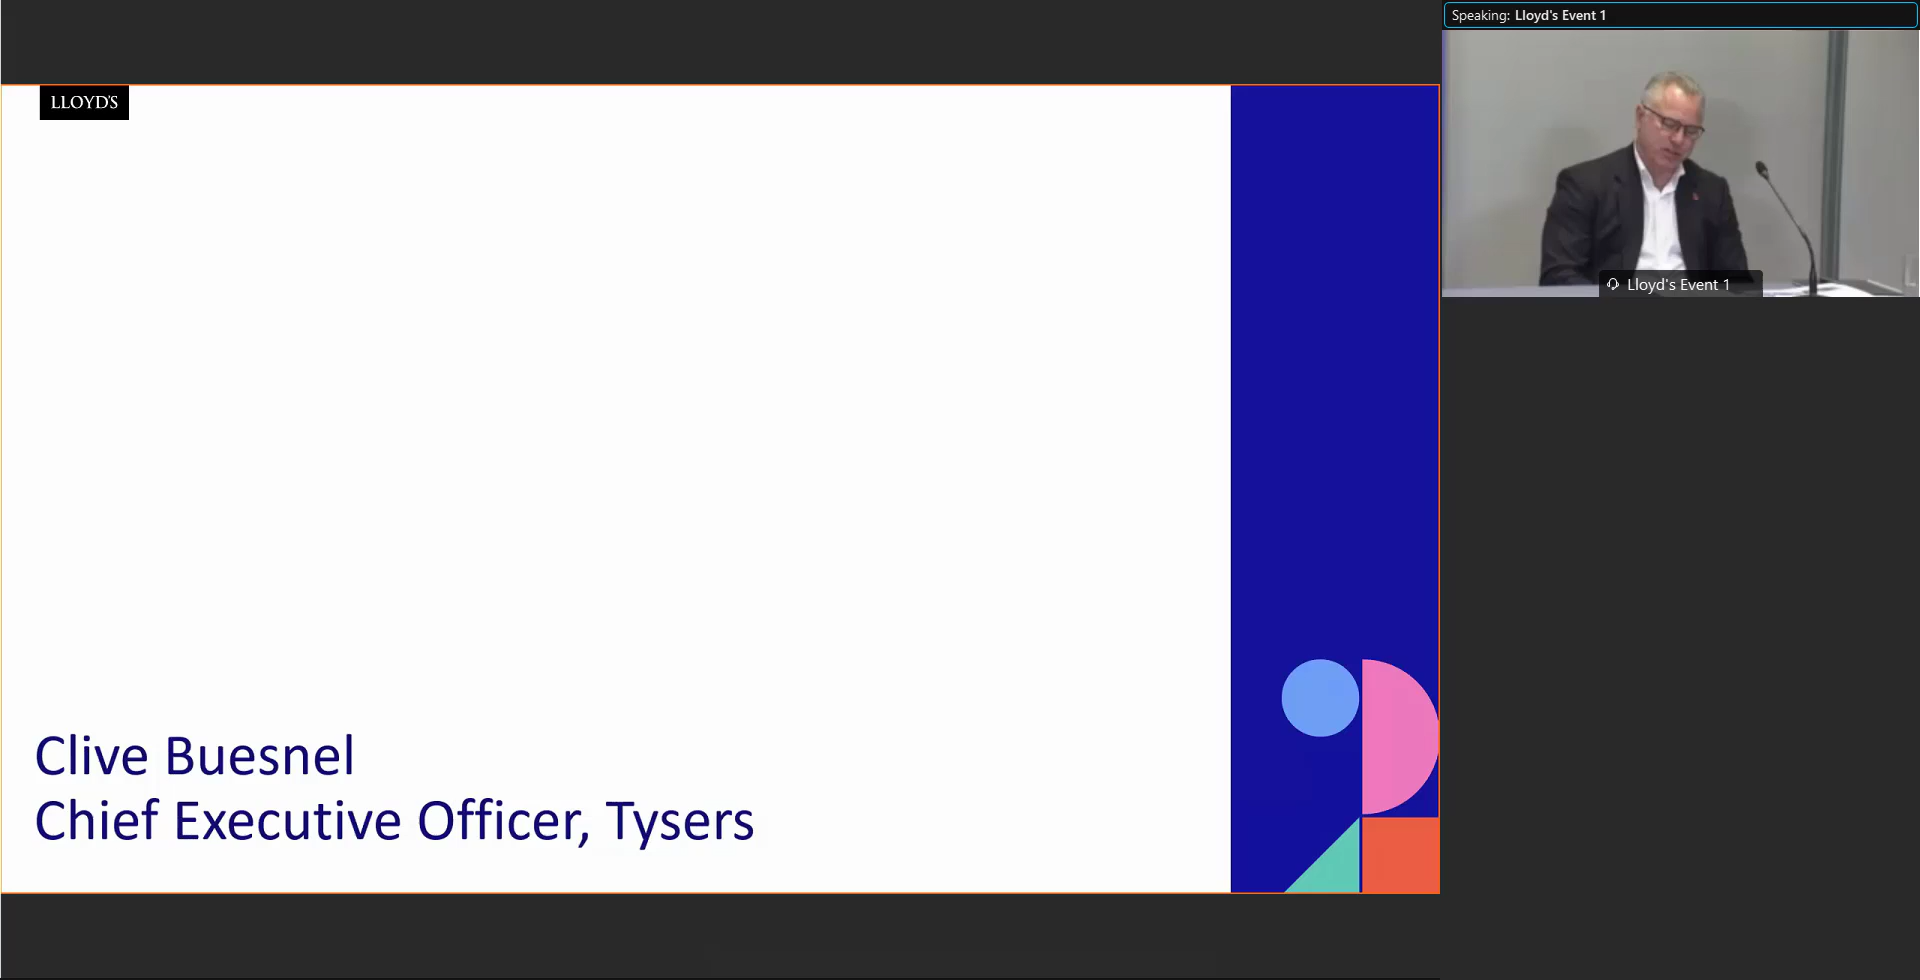 Speaking: Lloyd's Event 1
LLOYD'S
Lloyd's Event 1
Clive Buesnel
Chief Executive Officer, Tysers